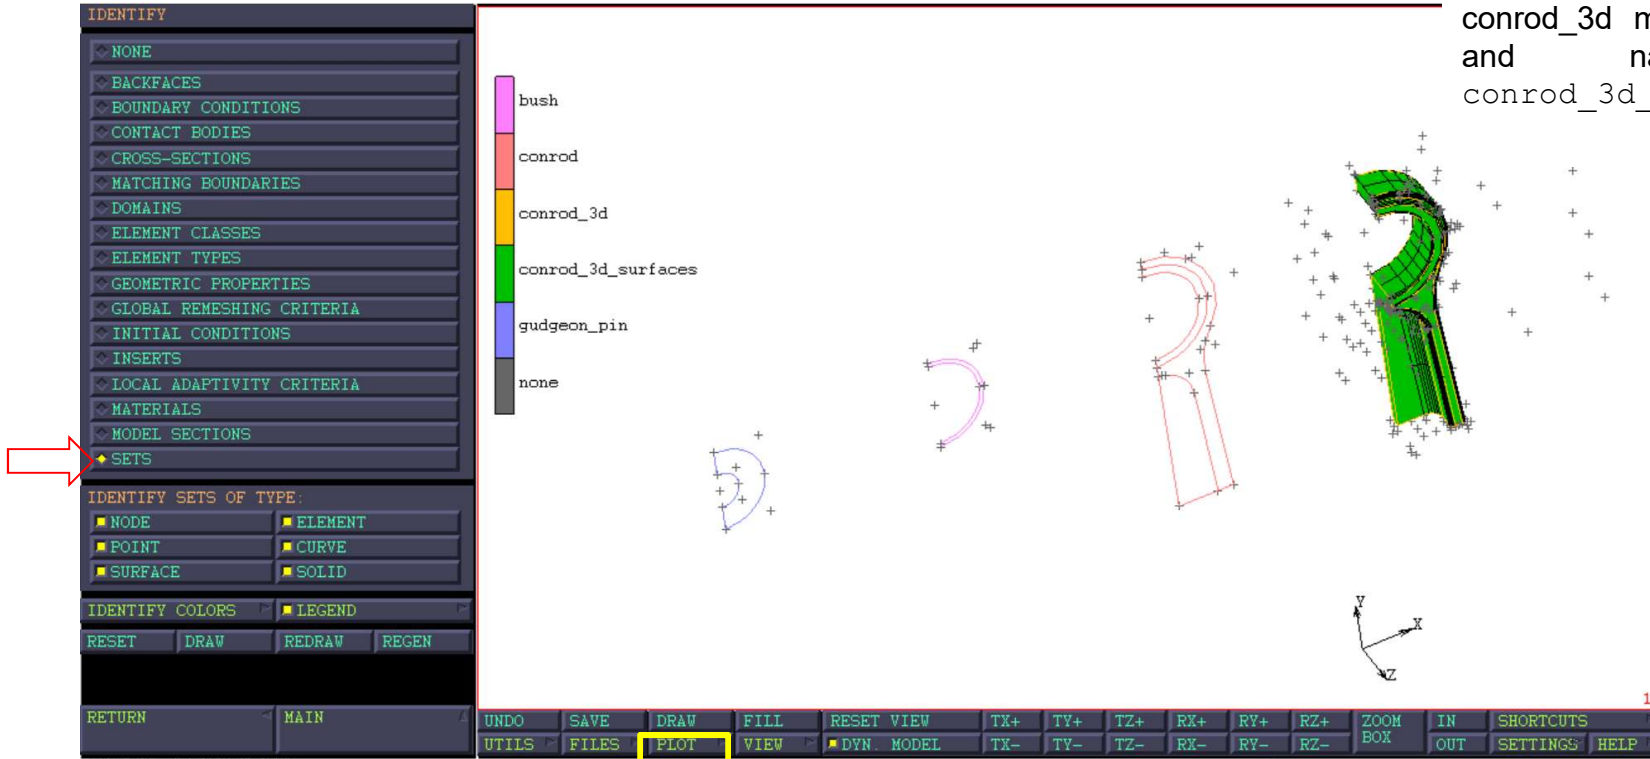 IDENTIFY
NONE
BACKFACES
BOUNDARY CONDITIONS
CONTACT BODIES
CROSS-SECTIONS
MATCHING BOUNDARIES
DOMAINS
ELEMENT CLASSES
ELEMENT TYPES
GEOMETRIC PROPERTIES
GLOBAL REMESHING CRITERIA
INITIAL CONDITIONS
INSERTS
LOCAL ADAPTIVITY CRITERIA
MATERIALS
MODEL SECTIONS
SETS
IDENTIFY SETS OF TYPE:
NODE ELEMENT
POINT CURVE
SURFACE SOLID
IDENTIFY COLORS LEGEND
RESET DRAW REDRAW REGEN
RETURN MAIN
bush
conrod
conrod_3d
conrod_3d_surfaces
gudgeon_pin
none
conrod_3d m
and na
conrod_3d_
Y
X
Z
1
UNDO SAVE DRAW FILL RESET VIEW TX+ TY+ TZ+ RX+ RY+ RZ+ ZOOM BOX IN SHORTCUTS
UTILS FILES PLOT VIEW DYN. MODEL TX- TY- TZ- RX- RY- RZ- OUT SETTINGS HELP